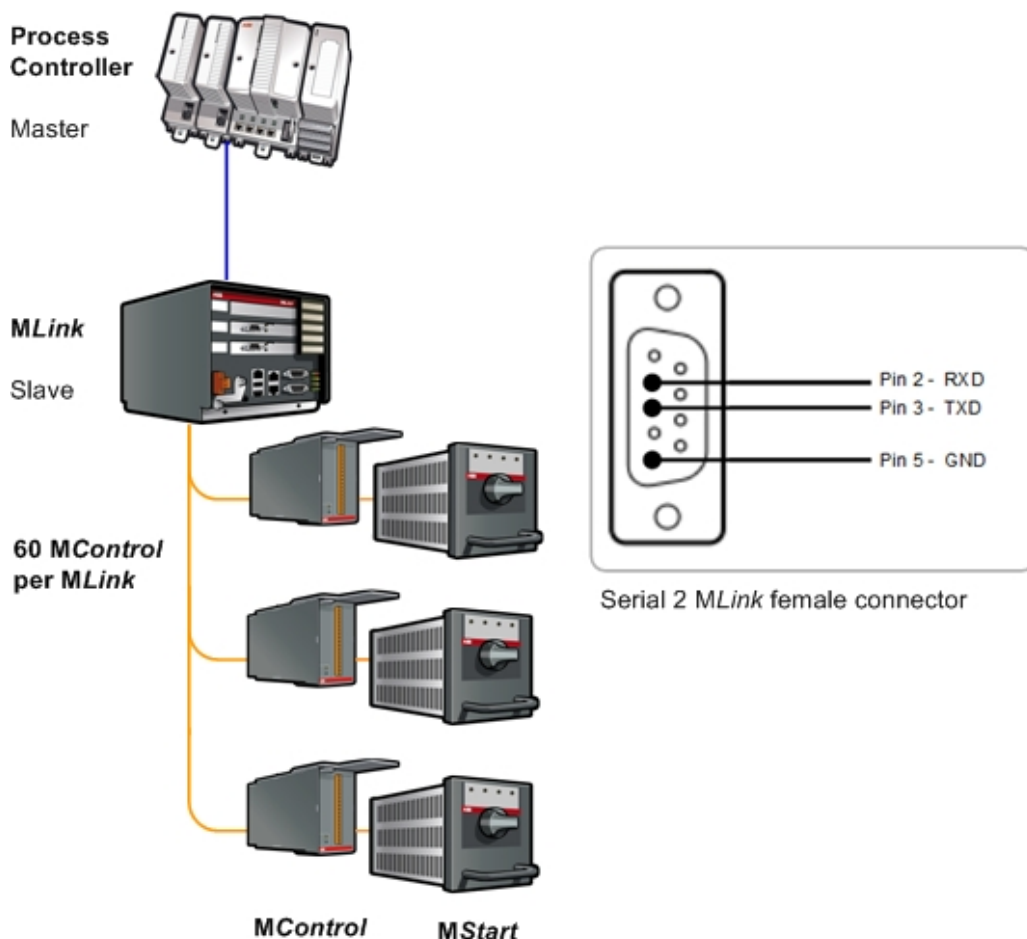 Process
Controller
Master
MLink
Slave
60 MControl
per MLink
MControl
MStart
Pin 2 - RXD
Pin 3 - TXD
Pin 5 - GND
Serial 2 MLink female connector